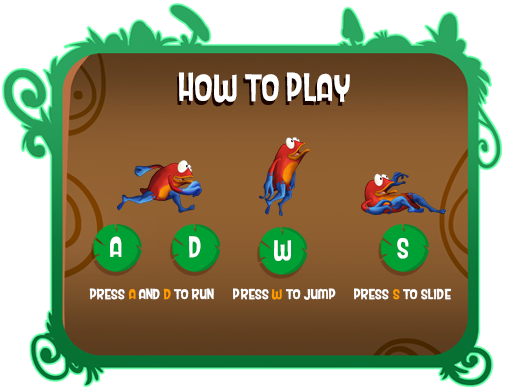 HOW TO PLAY
A D W S
PRESS A AND D TO RUN PRESS W TO JUMP PRESS S TO SLIDE